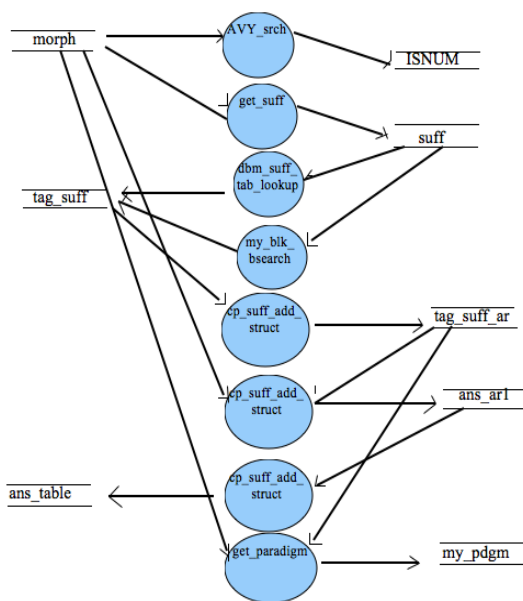 AVY_srch
morph
ISNUM
get_suff
suff
dbm_suff_
tab_lookup
tag_suff
my_blk_
bsearch
cp_suff_add_
struct
tag_suff_ar
cp_suff_add_
struct
ans_ar1
cp_suff_add_
struct
ans_table
get_paradigm
my_pdgm